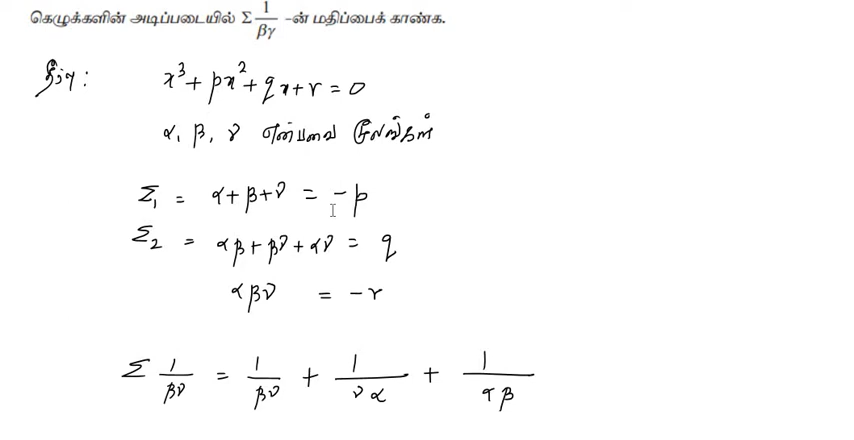 கெழுக்களின் அடிப்படையில் Σ 1/βγ -ன் மதிப்பைக் காண்க.
தீர்வு : x³ + px² + qx + r = 0
α, β, γ என்பவை மூலங்கள்
Σ₁ = α + β + γ = -p
Σ₂ = αβ + βγ + αγ = q
αβγ = -r
Σ 1/βγ = 1/βγ + 1/γα + 1/αβ